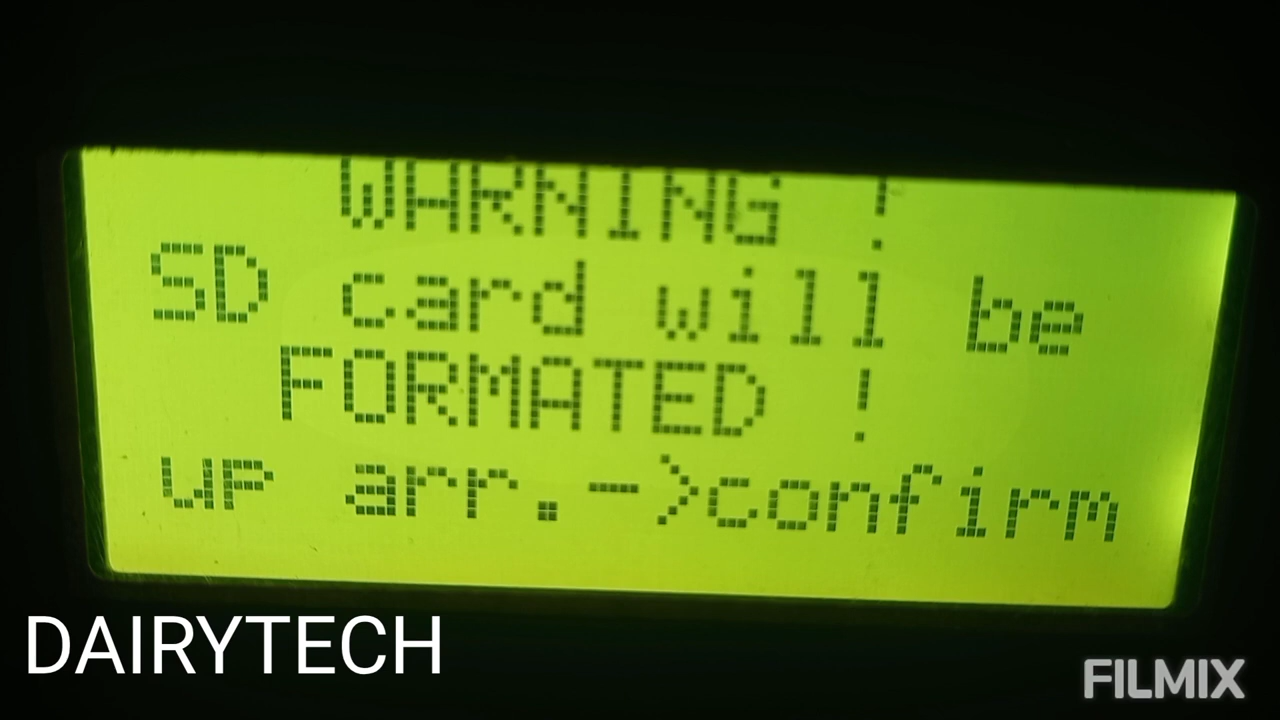 WARNING !
SD card will be
FORMATED !
up arr.->confirm
DAIRYTECH
FILMIX